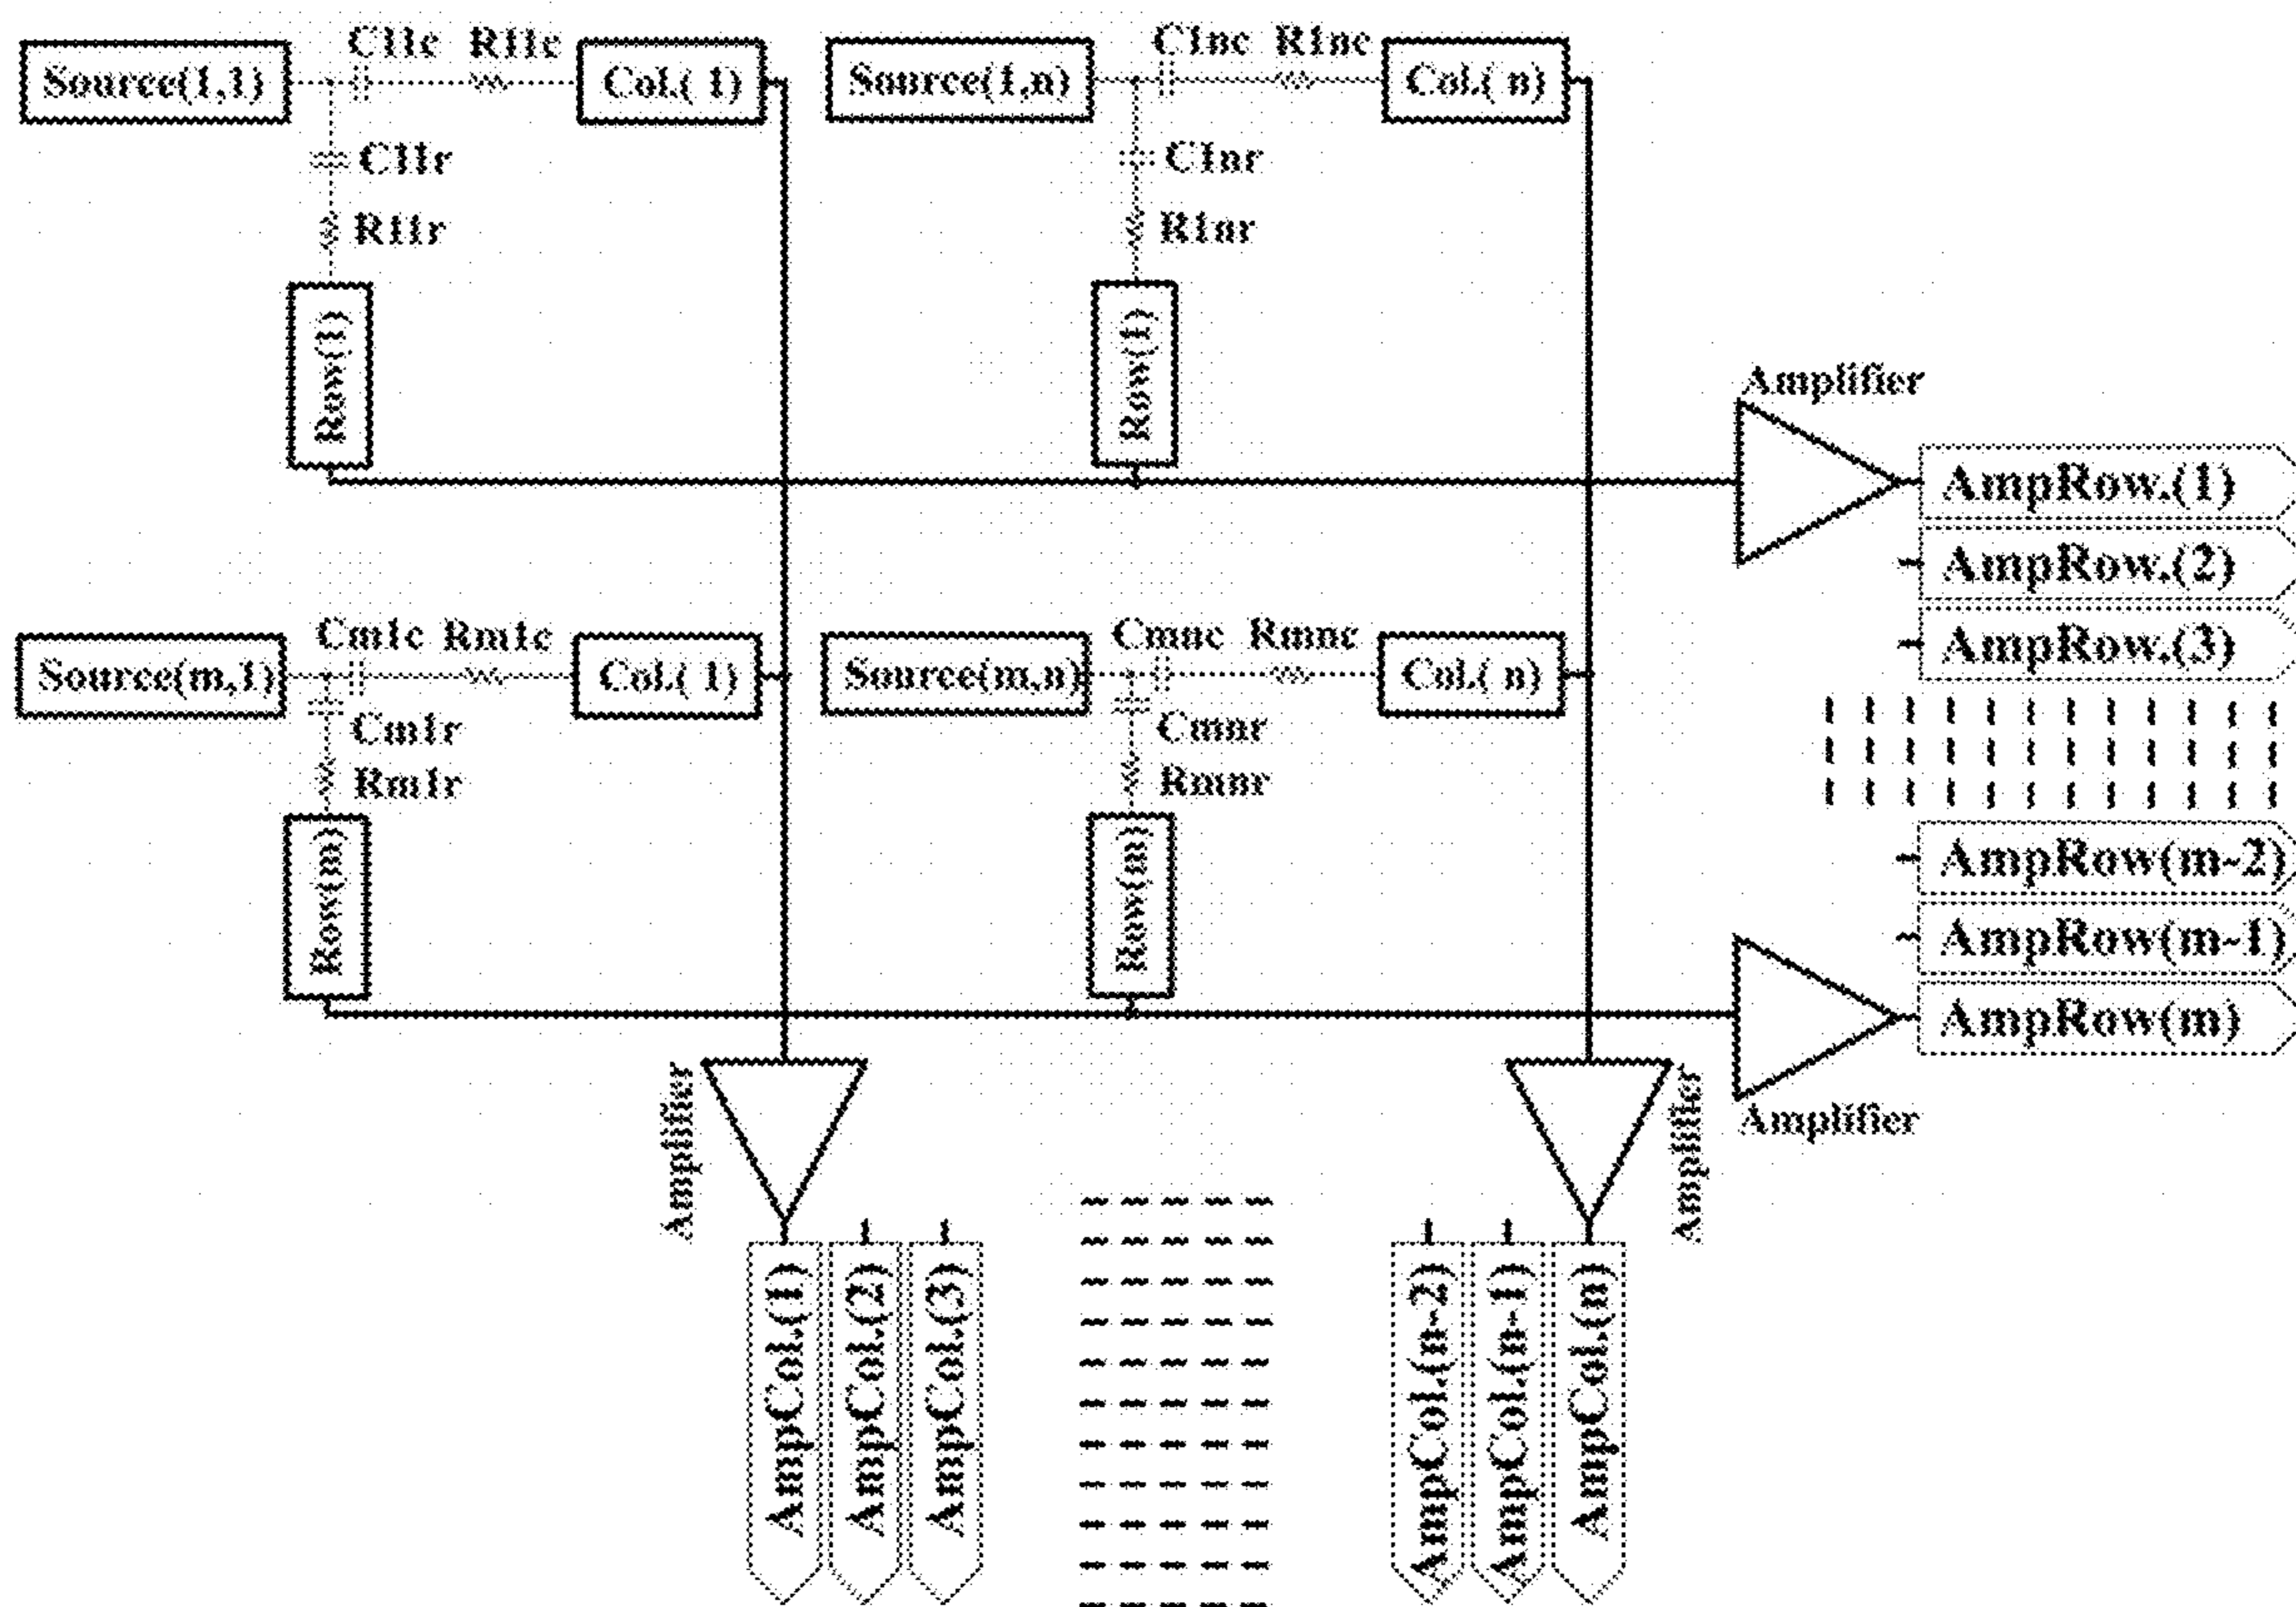 C11c R11c
Source(1,1)
Col.( 1)
C11r
R11r
Row(1)
C1nc R1nc
Source(1,n)
Col.( n)
C1nr
R1nr
Row(1)
Amplifier
AmpRow.(1)
AmpRow.(2)
AmpRow.(3)
Cm1c Rm1c
Source(m,1)
Col.( 1)
Cm1r
Rm1r
Row(m)
Cmnc Rmnc
Source(m,n)
Col.( n)
Cmnr
Rmnr
Row(m)
AmpRow(m-2)
AmpRow(m-1)
AmpRow(m)
Amplifier
Amplifier
Amplifier
AmpCol.(1)
AmpCol.(2)
AmpCol.(3)
AmpCol.(n-2)
AmpCol.(n-1)
AmpCol.(n)